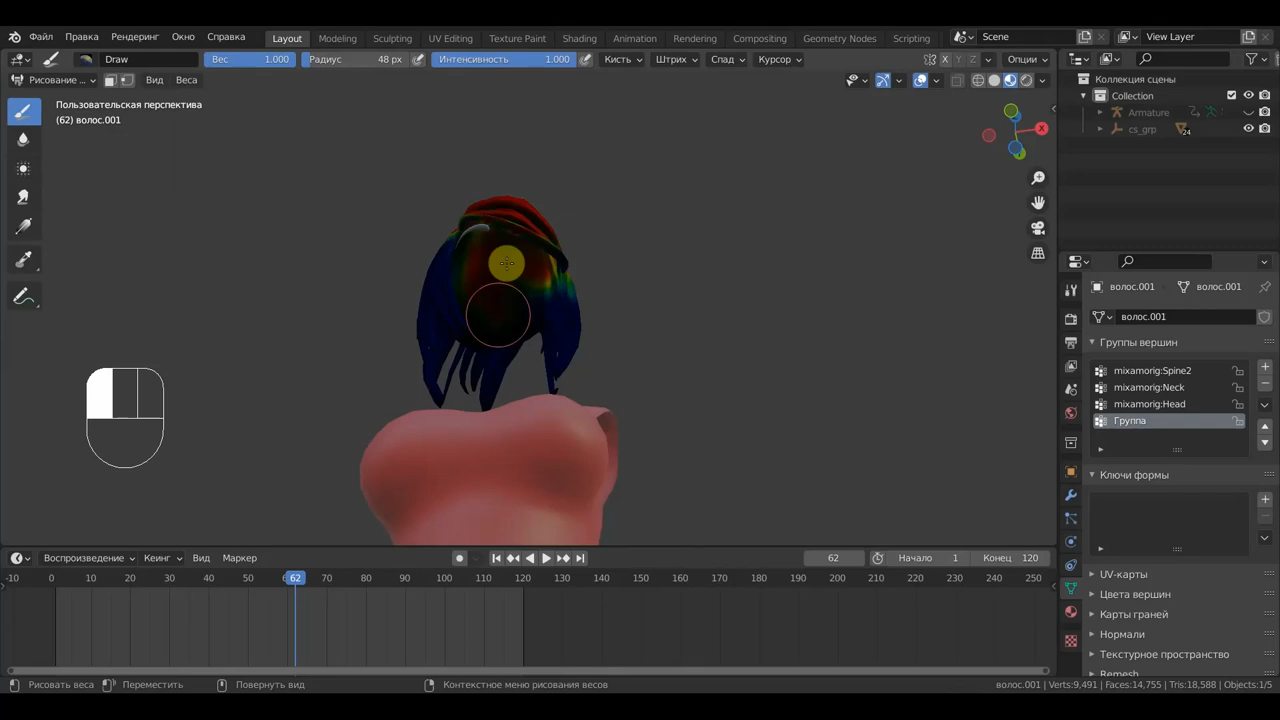 Файл Правка Рендеринг Окно Справка Layout Modeling Sculpting UV Editing Texture Paint Shading Animation Rendering Compositing Geometry Nodes Scripting Scene View Layer
Draw Вес 1.000 Радиус 48 px Интенсивность 1.000 Кисть Штрих Спад Курсор X Y Z Опции
Рисование ... Вид Веса
Пользовательская перспектива
(62) волос.001
X
Коллекция сцены
Collection
Armature
cs_grp 24
волос.001 волос.001
волос.001
Группы вершин
mixamorig:Spine2
mixamorig:Neck
mixamorig:Head
Группа
Ключи формы
UV-карты
Цвета вершин
Карты граней
Нормали
Текстурное пространство
Remesh
Воспроизведение Кеинг Вид Маркер 62 Начало 1 Конец 120
-10 0 10 20 30 40 50 62 70 80 90 100 110 120 130 140 150 160 170 180 190 200 210 220 230 240 250
Рисовать веса Переместить Повернуть вид Контекстное меню рисования весов волос.001 | Verts:9,491 | Faces:14,755 | Tris:18,588 | Objects:1/5